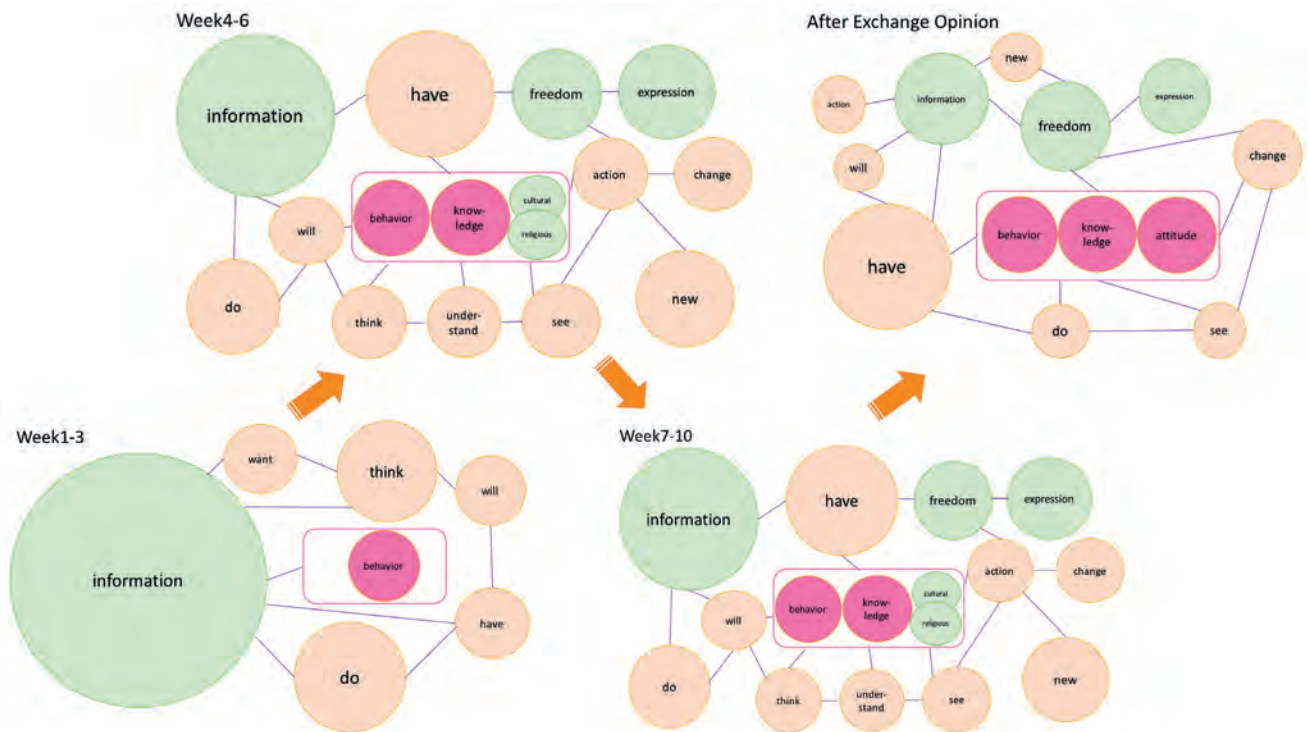 Week4-6
information
have
freedom
expression
action
change
behavior
know-
ledge
cultural
religious
will
do
think
under-
stand
see
new
After Exchange Opinion
new
action
information
freedom
expression
will
change
have
behavior
know-
ledge
attitude
do
see
Week1-3
want
think
will
information
behavior
have
do
Week7-10
information
have
freedom
expression
action
change
behavior
know-
ledge
cultural
religious
will
do
think
under-
stand
see
new